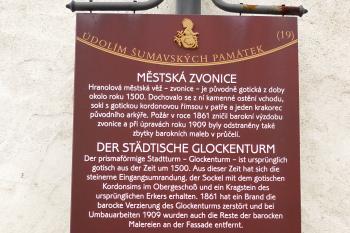 ÚDOLÍM ŠUMAVSKÝCH PAMÁTEK (19)
MĚSTSKÁ ZVONICE
Hranolová městská věž – zvonice – je původně gotická z doby
okolo roku 1500. Dochovalo se z ní kamenné ostění vchodu,
sokl s gotickou kordonovou římsou v patře a jeden krakorec
původního arkýře. Požár v roce 1861 zničil barokní výzdobu
zvonice a při úpravách roku 1909 byly odstraněny také
zbytky barokních maleb v průčelí.
DER STÄDTISCHE GLOCKENTURM
Der prismaförmige Stadtturm – Glockenturm – ist ursprünglich
gotisch aus der Zeit um 1500. Aus dieser Zeit hat sich die
steinerne Eingangsumrandung, der Sockel mit dem gotischen
Kordonsims im Obergeschoß und ein Kragstein des
ursprünglichen Erkers erhalten. 1861 hat ein Brand die
barocke Verzierung des Glockenturms zerstört und bei
Umbauarbeiten 1909 wurden auch die Reste der barocken
Malereien an der Fassade entfernt.